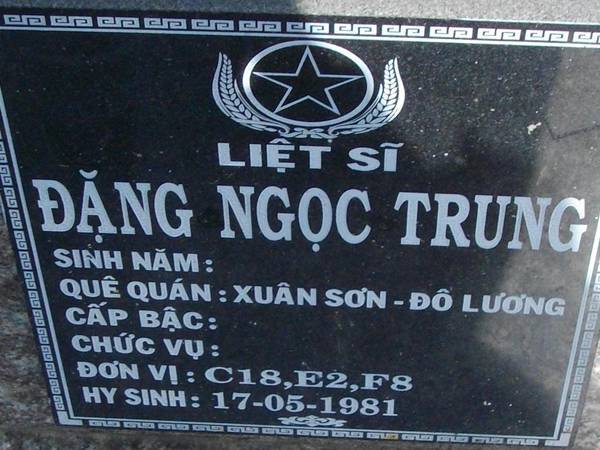 LIỆT SĨ
ĐẶNG NGỌC TRUNG
SINH NĂM :
QUÊ QUÁN : XUÂN SƠN - ĐÔ LƯƠNG
CẤP BẬC :
CHỨC VỤ :
ĐƠN VỊ : C18,E2,F8
HY SINH : 17-05-1981